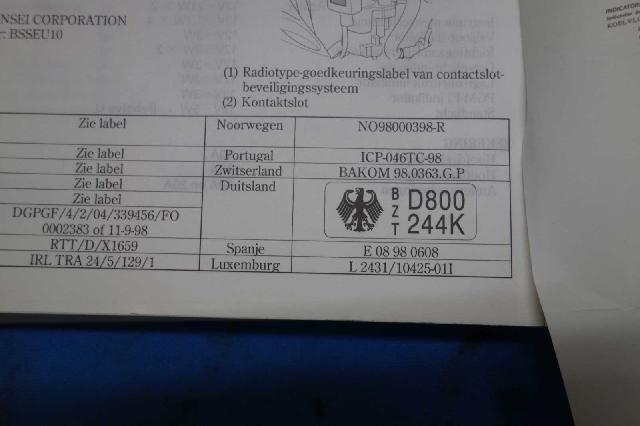 NSEI CORPORATION
: BSSEU10
(1) Radiotype-goedkeuringslabel van contactslot-
beveiligingssysteem
(2) Kontaktslot
Zie label Noorwegen NO98000398-R
Zie label Portugal ICP-046TC-98
Zie label Zwitserland BAKOM 98.0363.G.P
Zie label Duitsland BZT D800 244K
Zie label
DGPGF/4/2/04/339456/FO
0002383 of 11-9-98
RTT/D/X1659 Spanje E 08 98 0608
IRL TRA 24/5/129/1 Luxemburg L 2431/10425-01I
INDICATOR
KOELVL